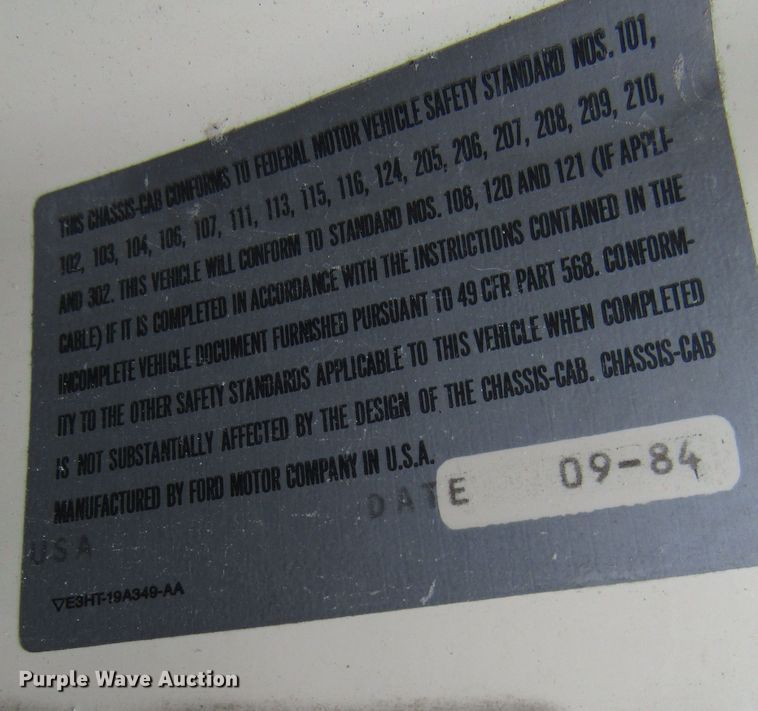 THIS CHASSIS-CAB CONFORMS TO FEDERAL MOTOR VEHICLE SAFETY STANDARD NOS. 101,
102, 103, 104, 106, 107, 111, 113, 115, 116, 124, 205, 206, 207, 208, 209, 210,
AND 302. THIS VEHICLE WILL CONFORM TO STANDARD NOS. 108, 120 AND 121 (IF APPLI-
CABLE) IF IT IS COMPLETED IN ACCORDANCE WITH THE INSTRUCTIONS CONTAINED IN THE
INCOMPLETE VEHICLE DOCUMENT FURNISHED PURSUANT TO 49 CFR PART 568. CONFORM-
ITY TO THE OTHER SAFETY STANDARDS APPLICABLE TO THIS VEHICLE WHEN COMPLETED
IS NOT SUBSTANTIALLY AFFECTED BY THE DESIGN OF THE CHASSIS-CAB. CHASSIS-CAB
MANUFACTURED BY FORD MOTOR COMPANY IN U.S.A.
DATE 09-84
USA
▽E3HT-19A349-AA
Purple Wave Auction